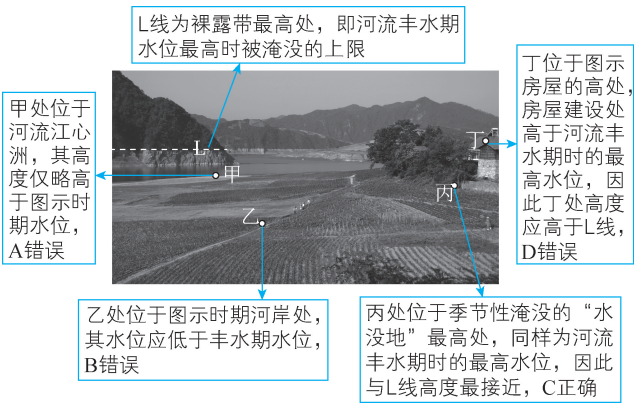 L线为裸露带最高处，即河流丰水期
水位最高时被淹没的上限
甲处位于
河流江心
洲，其高
度仅略高
于图示时
期水位，
A错误
丁位于图示
房屋的高处，
房屋建设处
高于河流丰
水期时的最
高水位，因
此丁处高度
应高于L线，
D错误
L
甲
乙
丙
丁
乙处位于图示时期河岸处，
其水位应低于丰水期水位，
B错误
丙处位于季节性淹没的“水
没地”最高处，同样为河流
丰水期时的最高水位，因此
与L线高度最接近，C正确